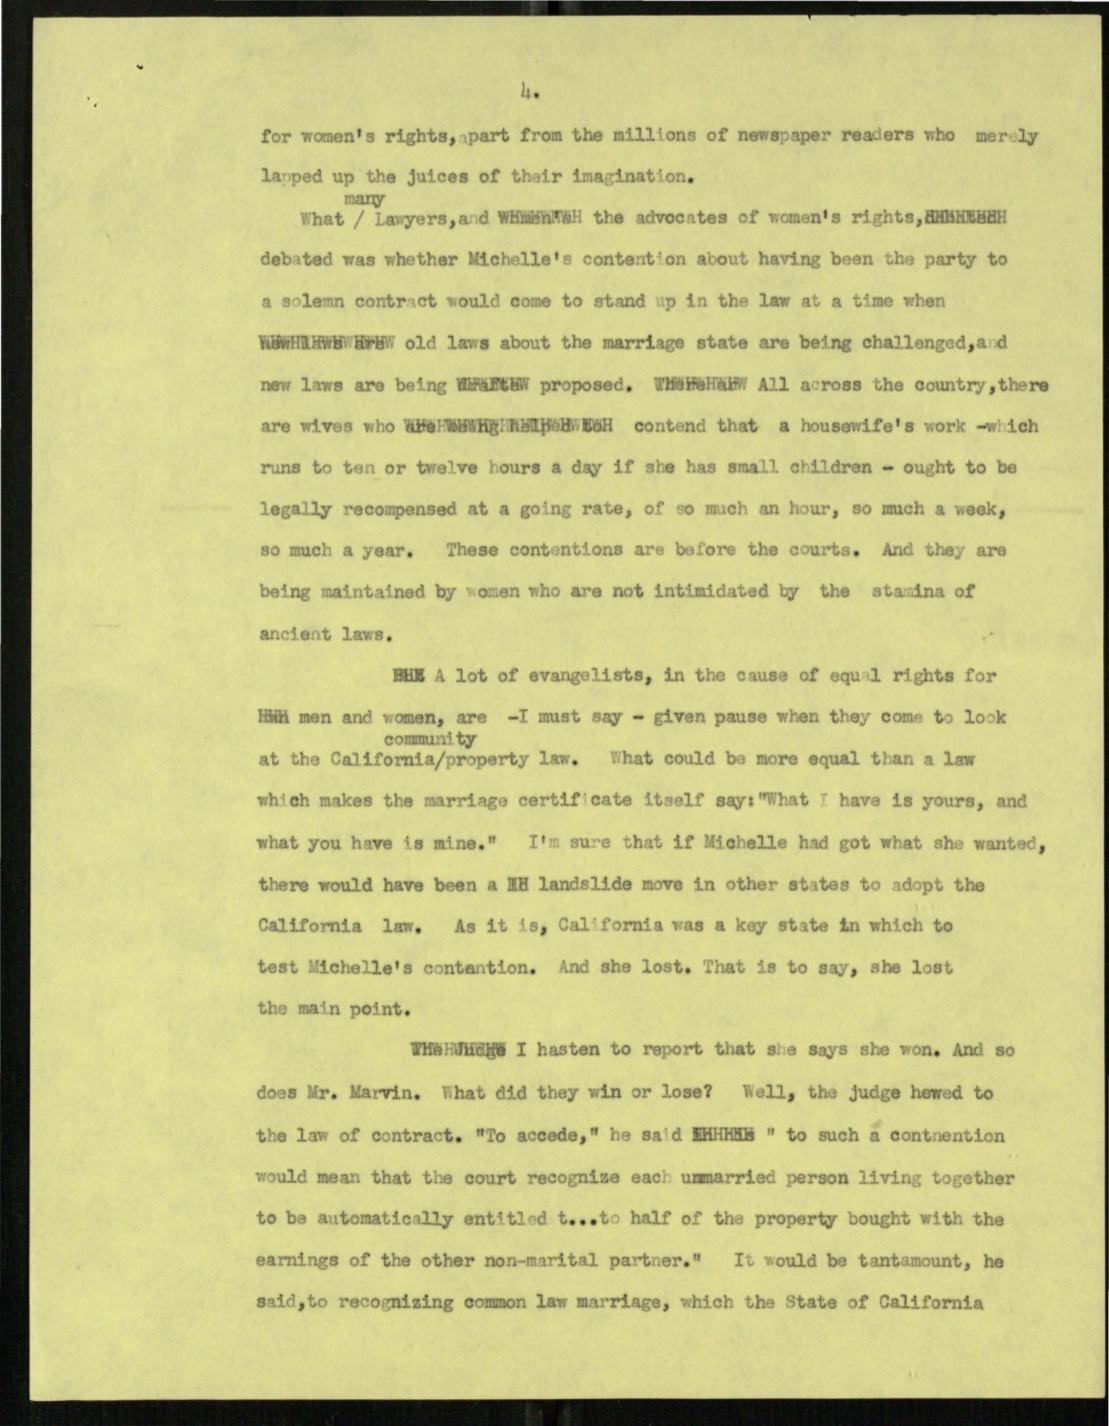 4.
for women's rights,apart from the millions of newspaper readers who merely
lapped up the juices of their imagination.
many
What / Lawyers,and the advocates of women's rights,
debated was whether Michelle's contention about having been the party to
a solemn contract would come to stand up in the law at a time when
old laws about the marriage state are being challenged,and
new laws are being proposed. All across the country,there
are wives who contend that a housewife's work -which
runs to ten or twelve hours a day if she has small children - ought to be
legally recompensed at a going rate, of so much an hour, so much a week,
so much a year. These contentions are before the courts. And they are
being maintained by women who are not intimidated by the stamina of
ancient laws.
A lot of evangelists, in the cause of equal rights for
men and women, are -I must say - given pause when they come to look
community
at the California/property law. What could be more equal than a law
which makes the marriage certificate itself say:"What I have is yours, and
what you have is mine." I'm sure that if Michelle had got what she wanted,
there would have been a landslide move in other states to adopt the
California law. As it is, California was a key state in which to
test Michelle's contention. And she lost. That is to say, she lost
the main point.
I hasten to report that she says she won. And so
does Mr. Marvin. What did they win or lose? Well, the judge hewed to
the law of contract. "To accede," he said " to such a contnention
would mean that the court recognize each unmarried person living together
to be automatically entitled t...to half of the property bought with the
earnings of the other non-marital partner." It would be tantamount, he
said,to recognizing common law marriage, which the State of California